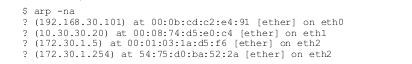 $ arp -na
? (192.168.30.101) at 00:0b:cd:c2:e4:91 [ether] on eth0
? (10.30.30.20) at 00:08:74:d5:e0:c4 [ether] on eth1
? (172.30.1.5) at 00:01:03:1a:d5:f6 [ether] on eth2
? (172.30.1.254) at 54:75:d0:ba:52:2a [ether] on eth2